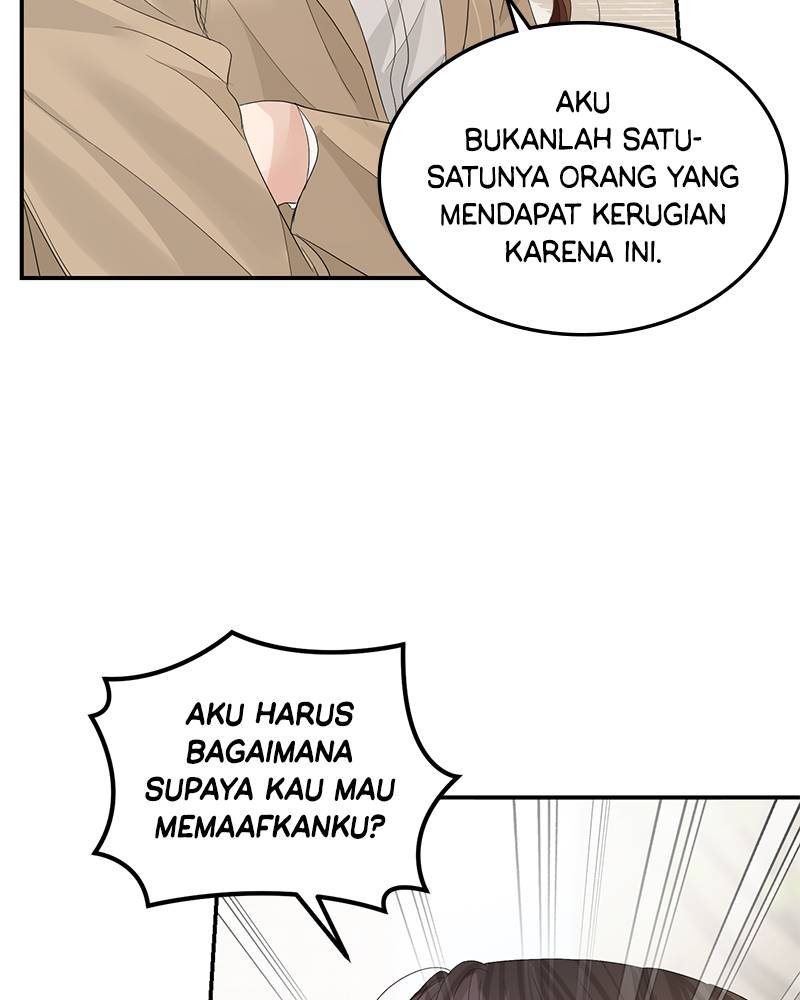 AKU
BUKANLAH SATU-
SATUNYA ORANG YANG
MENDAPAT KERUGIAN
KARENA INI.
AKU HARUS
BAGAIMANA
SUPAYA KAU MAU
MEMAAFKANKU?